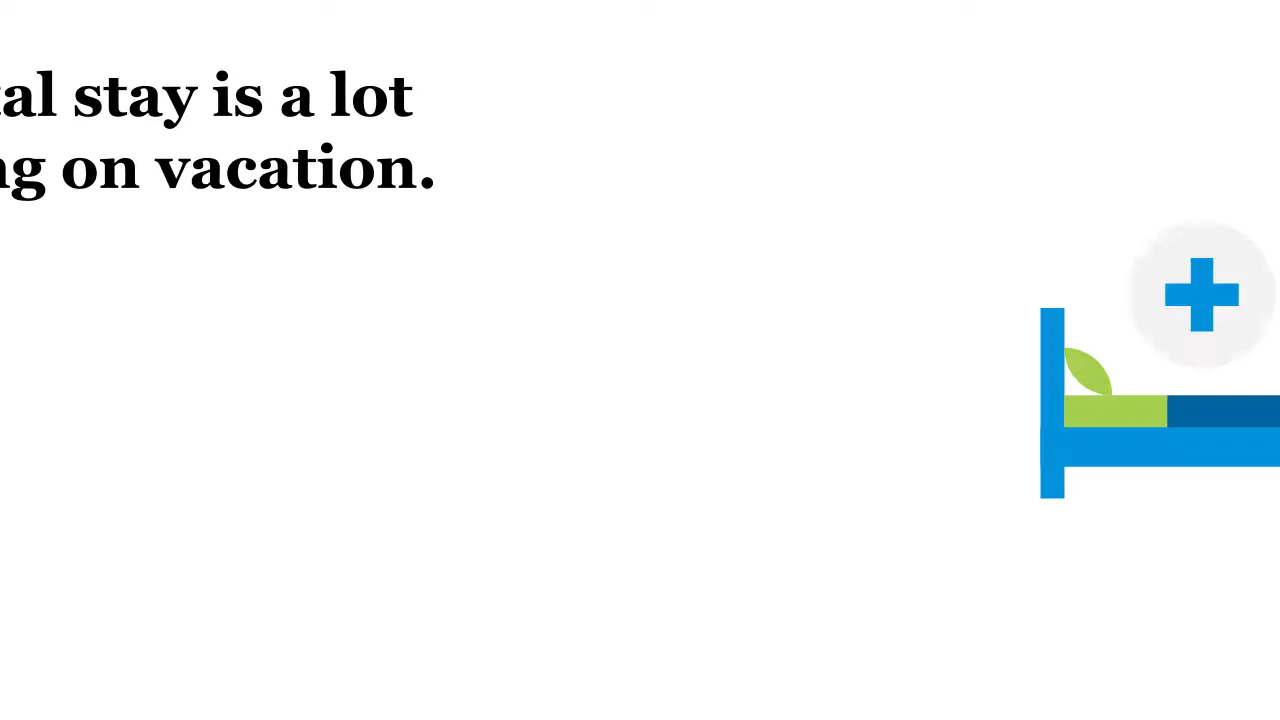 al stay is a lot
ng on vacation.